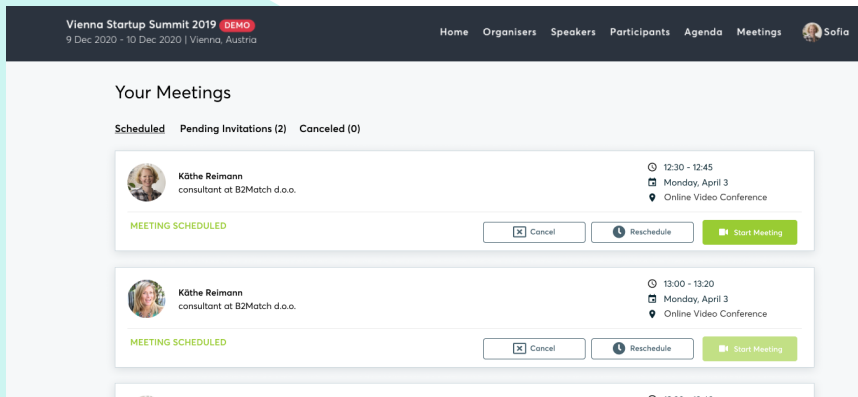 Vienna Startup Summit 2019 DEMO
9 Dec 2020 - 10 Dec 2020 | Vienna, Austria
Home Organisers Speakers Participants Agenda Meetings Sofia
Your Meetings
Scheduled Pending Invitations (2) Canceled (0)
Käthe Reimann
consultant at B2Match d.o.o.
12:30 - 12:45
Monday, April 3
Online Video Conference
MEETING SCHEDULED
Cancel Reschedule Start Meeting
Käthe Reimann
consultant at B2Match d.o.o.
13:00 - 13:20
Monday, April 3
Online Video Conference
MEETING SCHEDULED
Cancel Reschedule Start Meeting